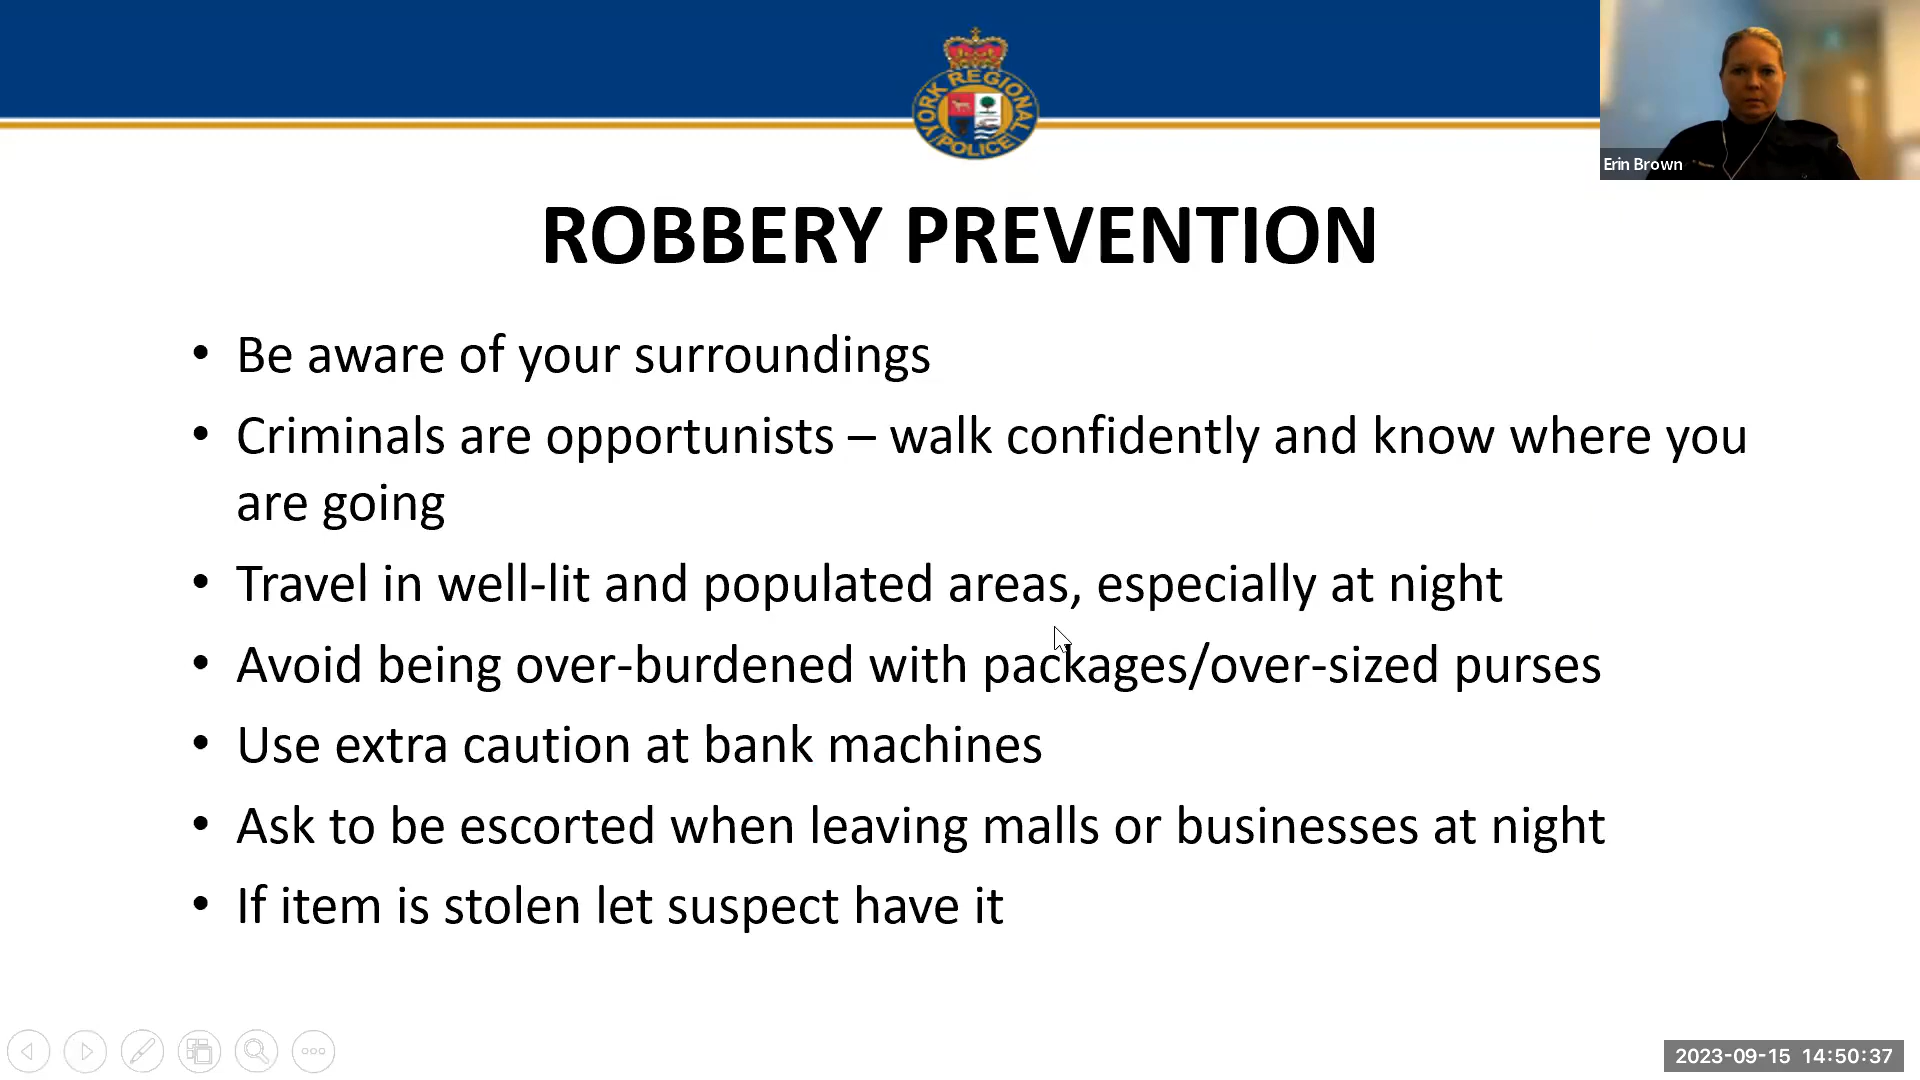 YORK REGIONAL
POLICE
Erin Brown
ROBBERY PREVENTION
• Be aware of your surroundings
• Criminals are opportunists – walk confidently and know where you
are going
• Travel in well-lit and populated areas, especially at night
• Avoid being over-burdened with packages/over-sized purses
• Use extra caution at bank machines
• Ask to be escorted when leaving malls or businesses at night
• If item is stolen let suspect have it
2023-09-15 14:50:37